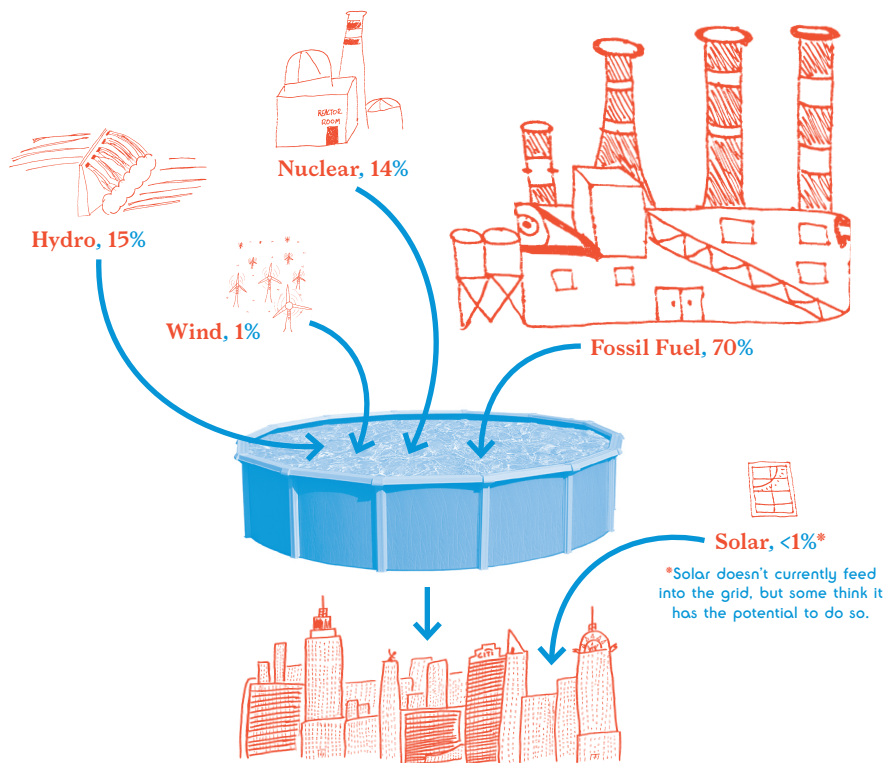 REACTOR
ROOM
Nuclear, 14%
Hydro, 15%
Wind, 1%
Fossil Fuel, 70%
Solar, <1%*
*Solar doesn't currently feed
into the grid, but some think it
has the potential to do so.
CITI